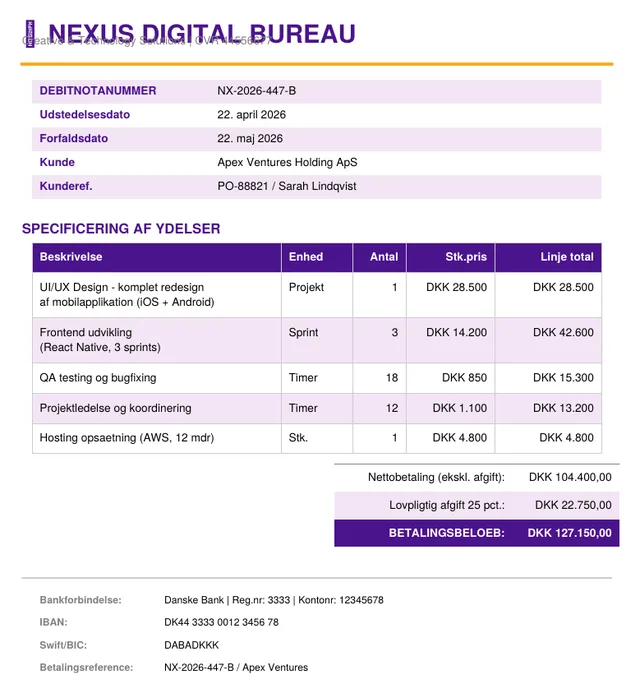 NEXUS DIGITAL BUREAU
Creative & Technology Solutions | CVR 44556677
DEBITNOTANUMMER NX-2026-447-B
Udstedelsesdato 22. april 2026
Forfaldsdato 22. maj 2026
Kunde Apex Ventures Holding ApS
Kunderef. PO-88821 / Sarah Lindqvist
SPECIFICERING AF YDELSER
Beskrivelse Enhed Antal Stk.pris Linje total
UI/UX Design - komplet redesign
af mobilapplikation (iOS + Android) Projekt 1 DKK 28.500 DKK 28.500
Frontend udvikling
(React Native, 3 sprints) Sprint 3 DKK 14.200 DKK 42.600
QA testing og bugfixing Timer 18 DKK 850 DKK 15.300
Projektledelse og koordinering Timer 12 DKK 1.100 DKK 13.200
Hosting opsaetning (AWS, 12 mdr) Stk. 1 DKK 4.800 DKK 4.800
Nettobetaling (ekskl. afgift): DKK 104.400,00
Lovpligtig afgift 25 pct.: DKK 22.750,00
BETALINGSBELOEB: DKK 127.150,00
Bankforbindelse: Danske Bank | Reg.nr: 3333 | Kontonr: 12345678
IBAN: DK44 3333 0012 3456 78
Swift/BIC: DABADKKK
Betalingsreference: NX-2026-447-B / Apex Ventures